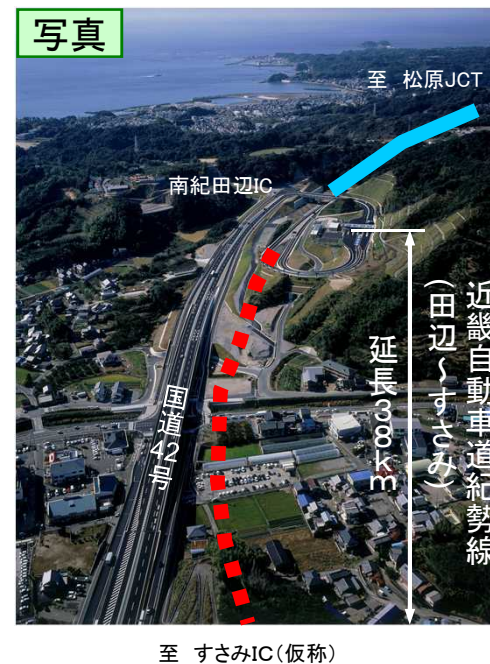 写真
至 松原JCT
南紀田辺IC
近畿自動車道紀勢線
(田辺～すさみ)
延長38km
国道42号
至 すさみIC(仮称)